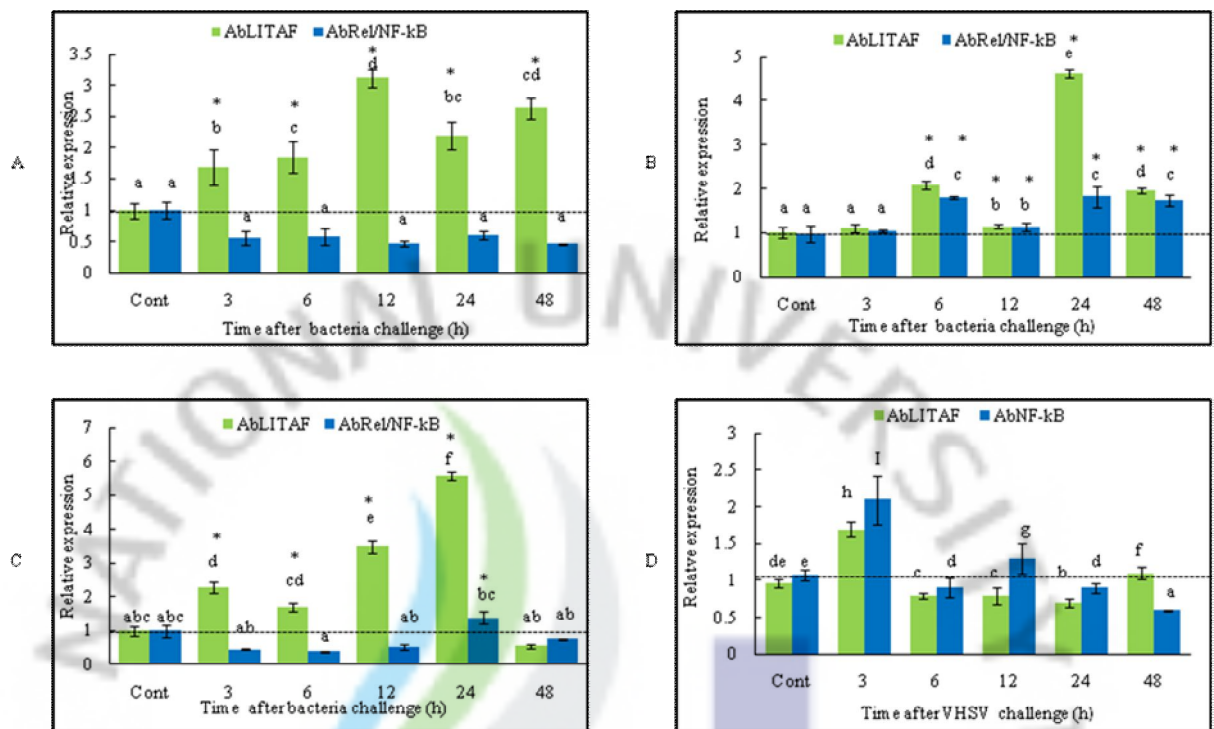 A
AbLITAF AbRel/NF-kB
Relative expression
3.5
3
2.5
2
1.5
1
0.5
0
* * * * *
a a b a c a d a bc a cd a
Cont 3 6 12 24 48
Time after bacteria challenge (h)
B
AbLITAF AbRel/NF-kB
Relative expression
5
4
3
2
1
0
* * * * * * * *
a a a a d c b b e c d c
Cont 3 6 12 24 48
Time after bacteria challenge (h)
C
AbLITAF AbRel/NF-kB
Relative expression
7
6
5
4
3
2
1
0
* * * * *
abc abc d ab cd a e ab f bc ab ab
Cont 3 6 12 24 48
Time after bacteria challenge (h)
D
AbLITAF AbNF-kB
Relatve expression
3
2.5
2
1.5
1
0.5
0
de e h I c d c g b d f a
Cont 3 6 12 24 48
Time after VHSV challenge (h)
NATIONAL UNIVERSITY